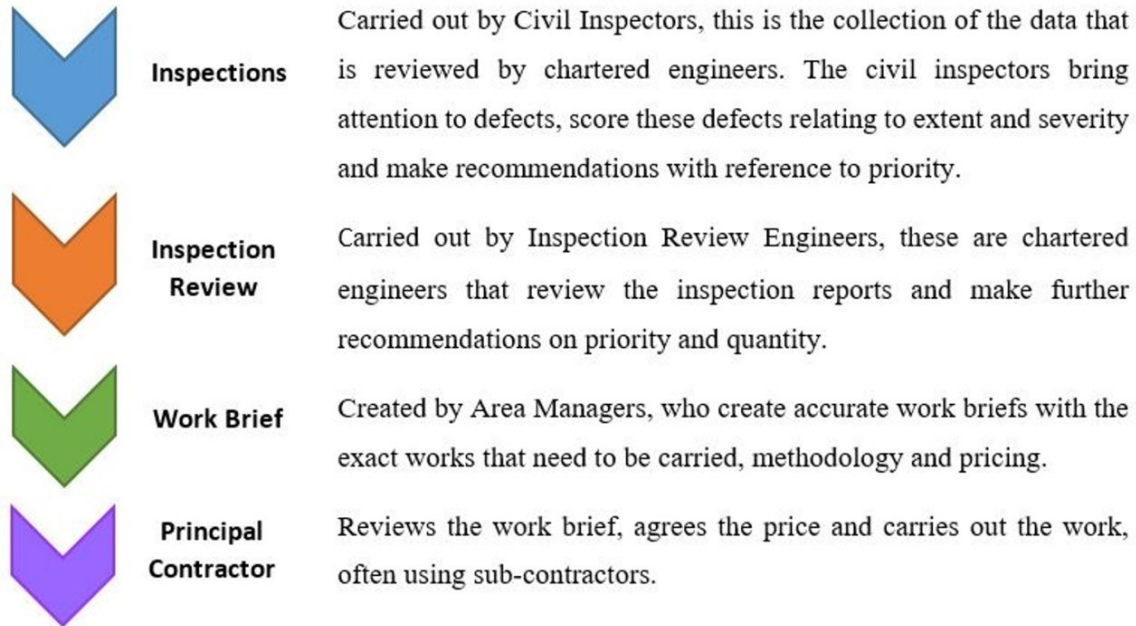 Inspections
Carried out by Civil Inspectors, this is the collection of the data that
is reviewed by chartered engineers. The civil inspectors bring
attention to defects, score these defects relating to extent and severity
and make recommendations with reference to priority.
Inspection
Review
Carried out by Inspection Review Engineers, these are chartered
engineers that review the inspection reports and make further
recommendations on priority and quantity.
Work Brief
Created by Area Managers, who create accurate work briefs with the
exact works that need to be carried, methodology and pricing.
Principal
Contractor
Reviews the work brief, agrees the price and carries out the work,
often using sub-contractors.